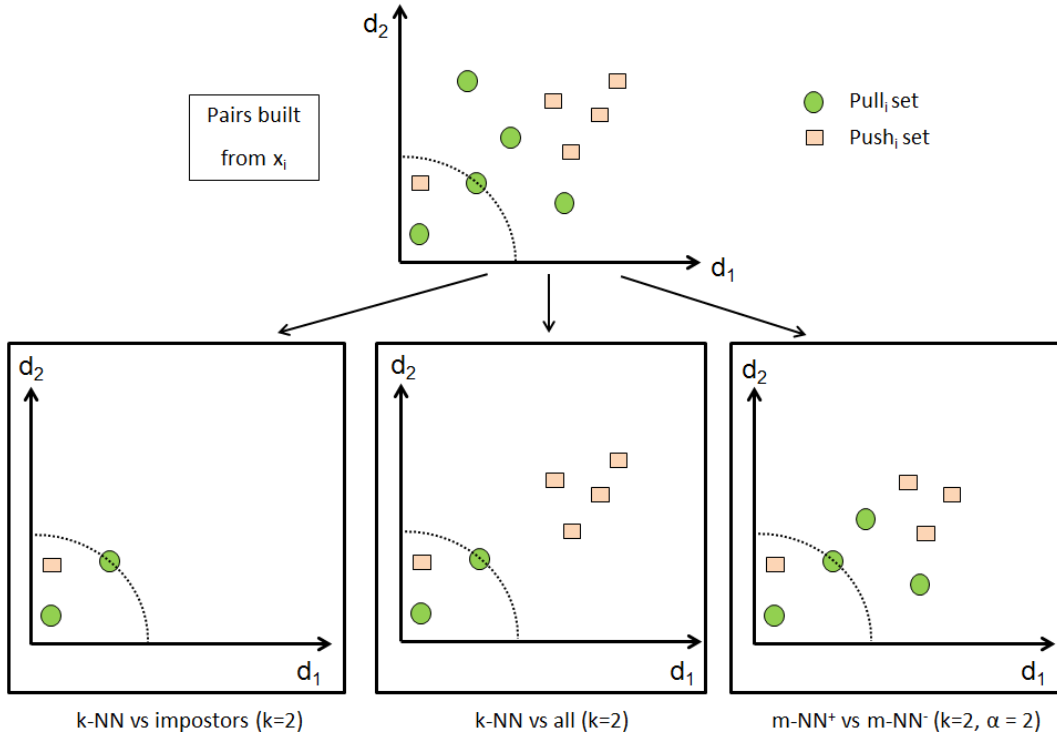 d₂
Pairs built
from xᵢ
Pullᵢ set
Pushᵢ set
d₁
d₂
d₁
d₂
d₁
d₂
d₁
k-NN vs impostors (k=2)
k-NN vs all (k=2)
m-NN⁺ vs m-NN⁻ (k=2, α = 2)